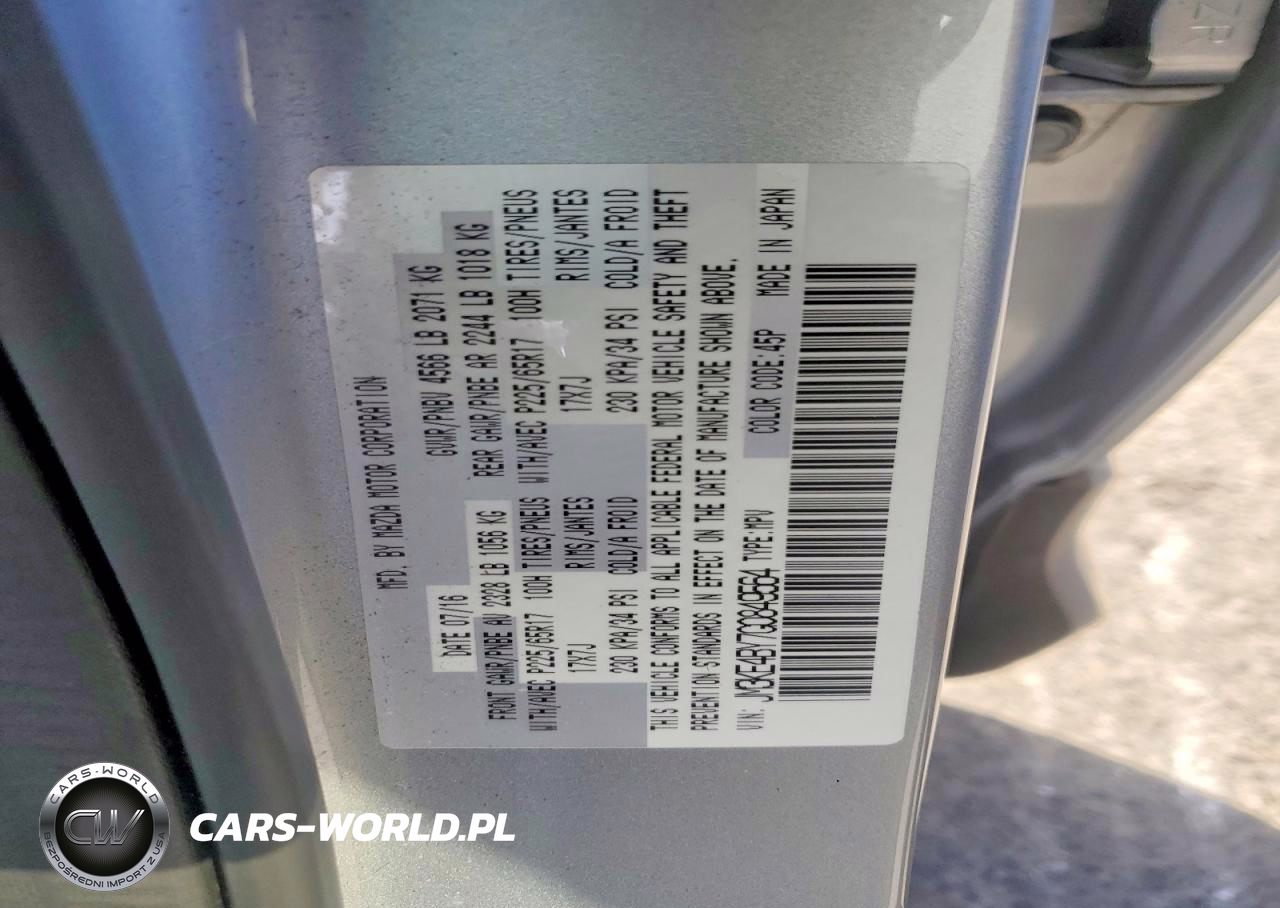 MFD. BY MAZDA MOTOR CORPORATION
DATE 07/16 GVWR/PNBV 4566 LB 2071 KG
FRONT GAWR/PNBE AV 2328 LB 1056 KG REAR GAWR/PNBE AR 2244 LB 1018 KG
WITH/AVEC P225/65R17 100H TIRES/PNEUS WITH/AVEC P225/65R17 100H TIRES/PNEUS
17X7J RIMS/JANTES 17X7J RIMS/JANTES
230 KPA/34 PSI COLD/A FROID 230 KPA/34 PSI COLD/A FROID
THIS VEHICLE CONFORMS TO ALL APPLICABLE FEDERAL MOTOR VEHICLE SAFETY AND THEFT
PREVENTION STANDARDS IN EFFECT ON THE DATE OF MANUFACTURE SHOWN ABOVE.
VIN: JM3KE4BY7G0849564 TYPE:MPV COLOR CODE:45P MADE IN JAPAN
CARS-WORLD
CW
BEZPOŚREDNI IMPORT Z USA
CARS-WORLD.PL